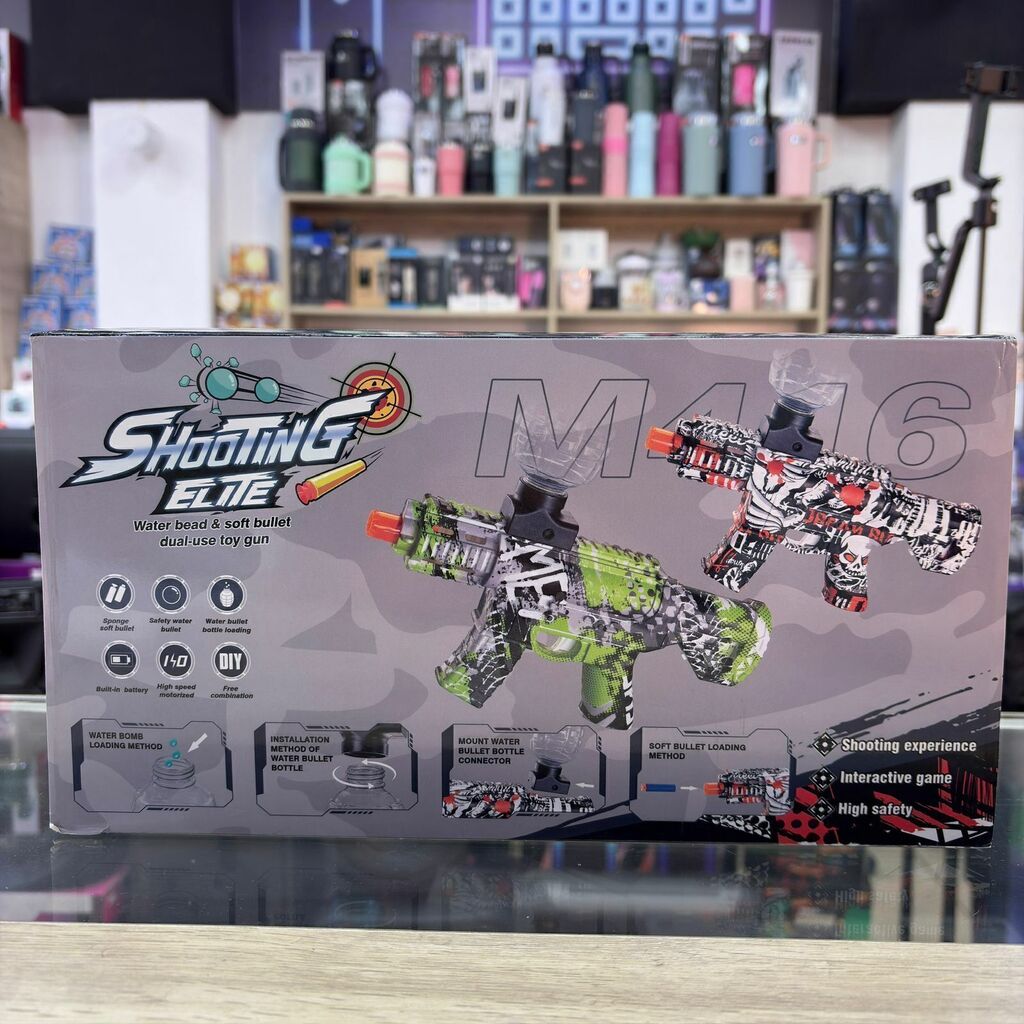 SHOOTING
ELITE
Water bead & soft bullet
dual-use toy gun
M416
Sponge
soft bullet
Safety water
bullet
Water bullet
bottle loading
DIY
Built-in battery
High speed
motorized
Free
combination
WATER BOMB
LOADING METHOD
INSTALLATION
METHOD OF
WATER BULLET
BOTTLE
MOUNT WATER
BULLET BOTTLE
CONNECTOR
SOFT BULLET LOADING
METHOD
Shooting experience
Interactive game
High safety